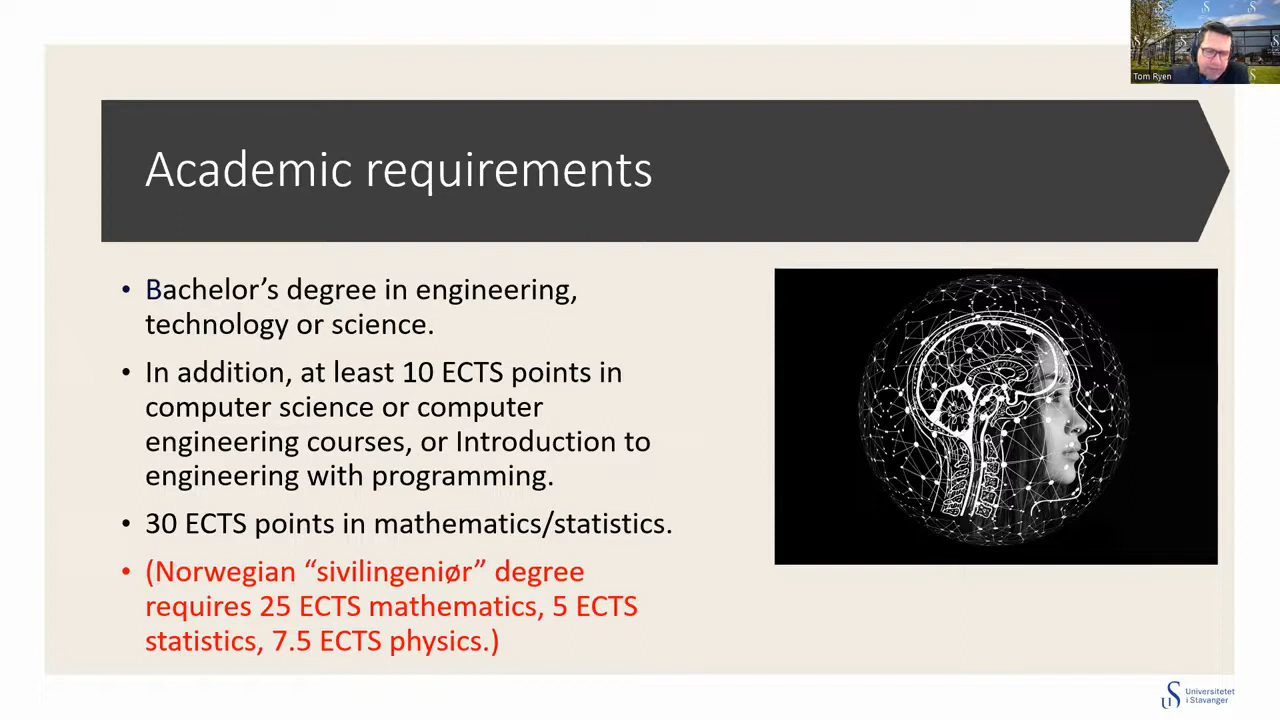 Tom Ryen
Academic requirements
• Bachelor’s degree in engineering,
technology or science.
• In addition, at least 10 ECTS points in
computer science or computer
engineering courses, or Introduction to
engineering with programming.
• 30 ECTS points in mathematics/statistics.
• (Norwegian “sivilingeniør” degree
requires 25 ECTS mathematics, 5 ECTS
statistics, 7.5 ECTS physics.)
Universitetet
i Stavanger